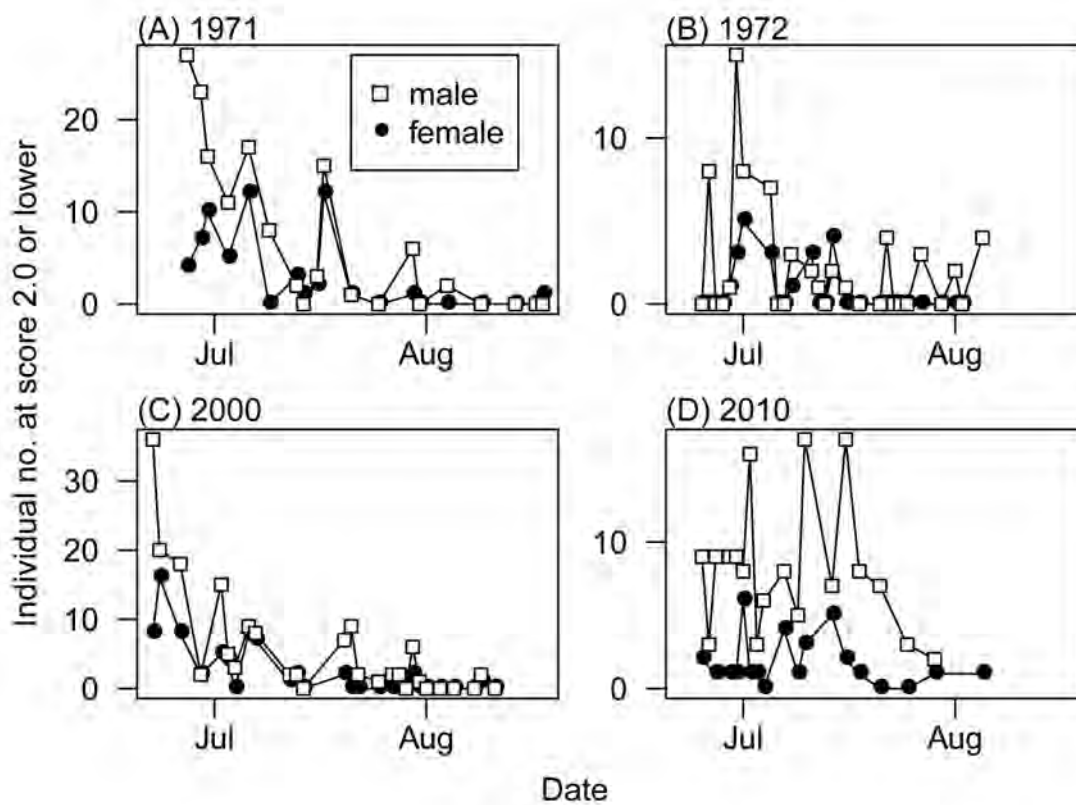 (A) 1971
(B) 1972
Individual no. at score 2.0 or lower
20
10
0
male
female
Jul
Aug
10
0
Jul
Aug
(C) 2000
(D) 2010
30
20
10
0
Jul
Aug
10
0
Jul
Aug
Date